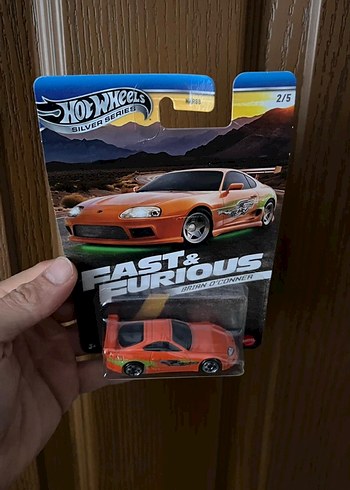 HOT WHEELS
SILVER SERIES
2/5
FAST &
FURIOUS
BRIAN O'CONNER